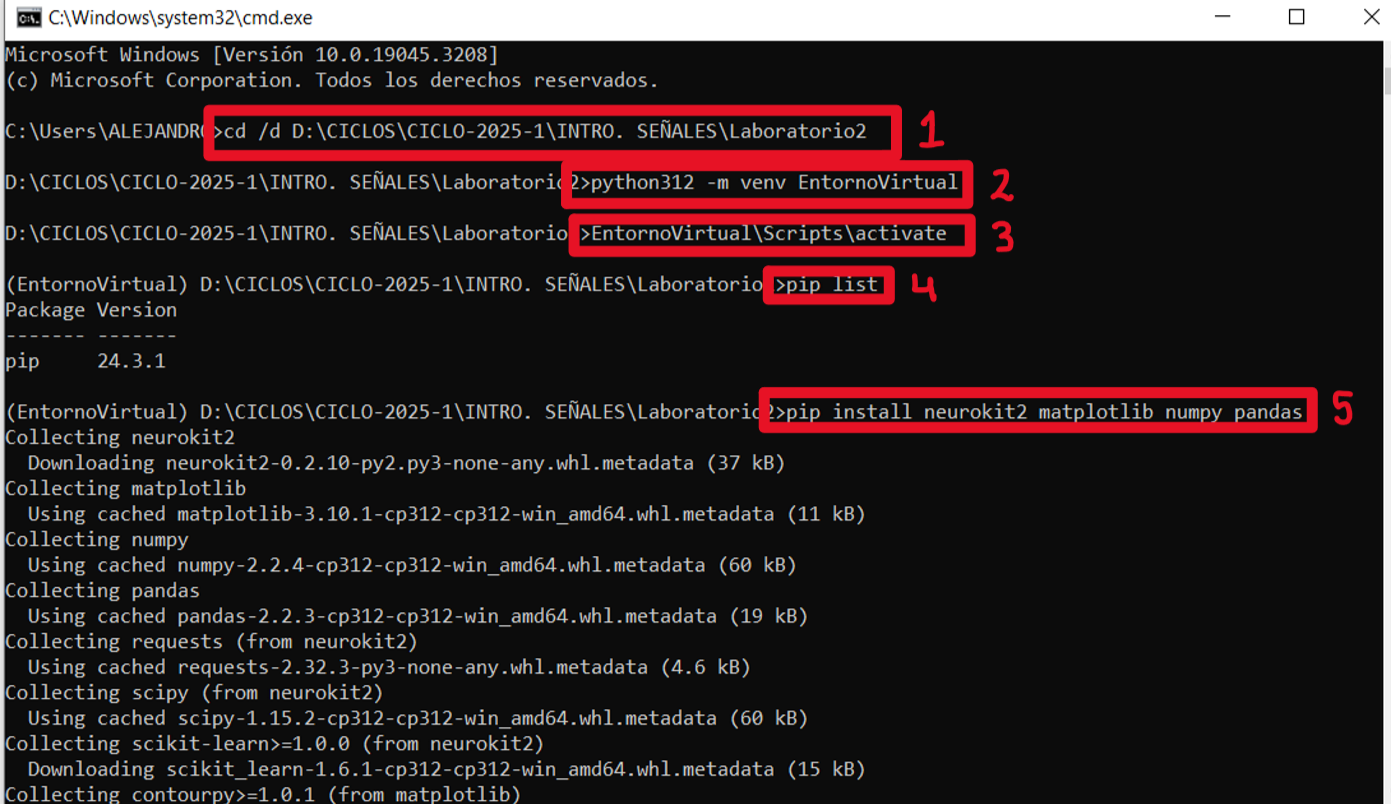 C:\Windows\system32\cmd.exe
Microsoft Windows [Versión 10.0.19045.3208]
(c) Microsoft Corporation. Todos los derechos reservados.
C:\Users\ALEJANDRO>cd /d D:\CICLOS\CICLO-2025-1\INTRO. SEÑALES\Laboratorio2 1
D:\CICLOS\CICLO-2025-1\INTRO. SEÑALES\Laboratorio2>python312 -m venv EntornoVirtual 2
D:\CICLOS\CICLO-2025-1\INTRO. SEÑALES\Laboratorio >EntornoVirtual\Scripts\activate 3
(EntornoVirtual) D:\CICLOS\CICLO-2025-1\INTRO. SEÑALES\Laboratorio >pip list 4
Package Version
------- -------
pip     24.3.1
(EntornoVirtual) D:\CICLOS\CICLO-2025-1\INTRO. SEÑALES\Laboratorio2>pip install neurokit2 matplotlib numpy pandas 5
Collecting neurokit2
  Downloading neurokit2-0.2.10-py2.py3-none-any.whl.metadata (37 kB)
Collecting matplotlib
  Using cached matplotlib-3.10.1-cp312-cp312-win_amd64.whl.metadata (11 kB)
Collecting numpy
  Using cached numpy-2.2.4-cp312-cp312-win_amd64.whl.metadata (60 kB)
Collecting pandas
  Using cached pandas-2.2.3-cp312-cp312-win_amd64.whl.metadata (19 kB)
Collecting requests (from neurokit2)
  Using cached requests-2.32.3-py3-none-any.whl.metadata (4.6 kB)
Collecting scipy (from neurokit2)
  Using cached scipy-1.15.2-cp312-cp312-win_amd64.whl.metadata (60 kB)
Collecting scikit-learn>=1.0.0 (from neurokit2)
  Downloading scikit_learn-1.6.1-cp312-cp312-win_amd64.whl.metadata (15 kB)
Collecting contourpy>=1.0.1 (from matplotlib)